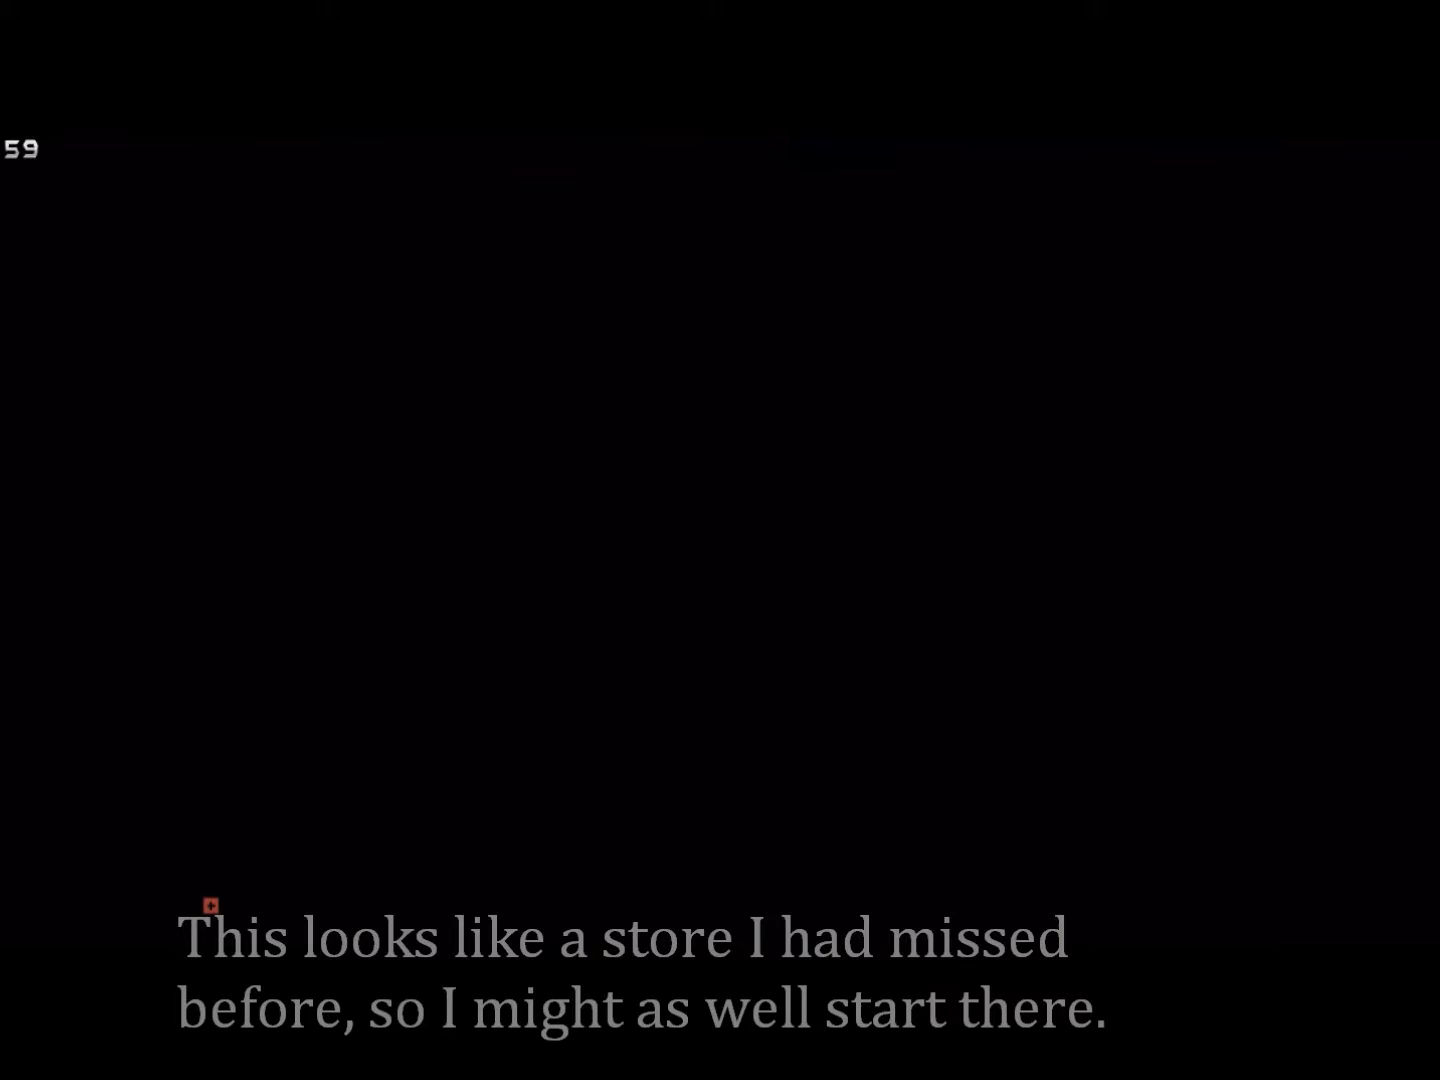 59
This looks like a store I had missed
before, so I might as well start there.